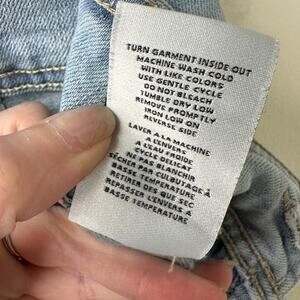 TURN GARMENT INSIDE OUT
MACHINE WASH COLD
WITH LIKE COLORS
USE GENTLE CYCLE
DO NOT BLEACH
TUMBLE DRY LOW
REMOVE PROMPTLY
IRON LOW ON
REVERSE SIDE
LAVER A LA MACHINE
A L'ENVERS
A L'EAU FROIDE
CYCLE DELICAT
NE PAS BLANCHIR
SÉCHER PAR CULBUTAGE À
BASSE TEMPERATURE
RETIRER DES QUE SEC
REPASSER L'ENVERS À
BASSE TEMPERATURE